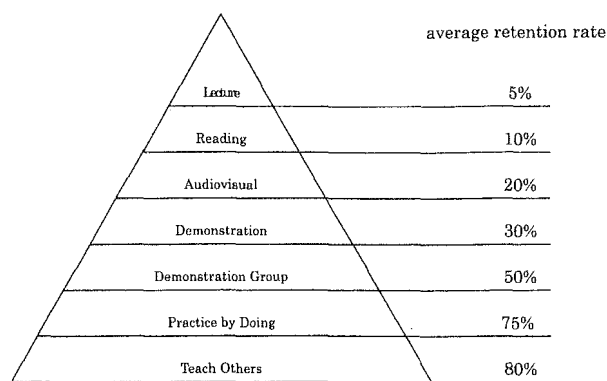 average retention rate
Lecture 5%
Reading 10%
Audiovisual 20%
Demonstration 30%
Demonstration Group 50%
Practice by Doing 75%
Teach Others 80%